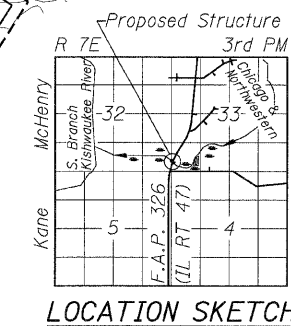 Proposed Structure
R 7E
3rd PM
McHenry
S. Branch
Kishwaukee River
32
33
Chicago &
Northwestern
Kane
5
F.A.P. 326
(IL RT 47)
4
LOCATION SKETCH